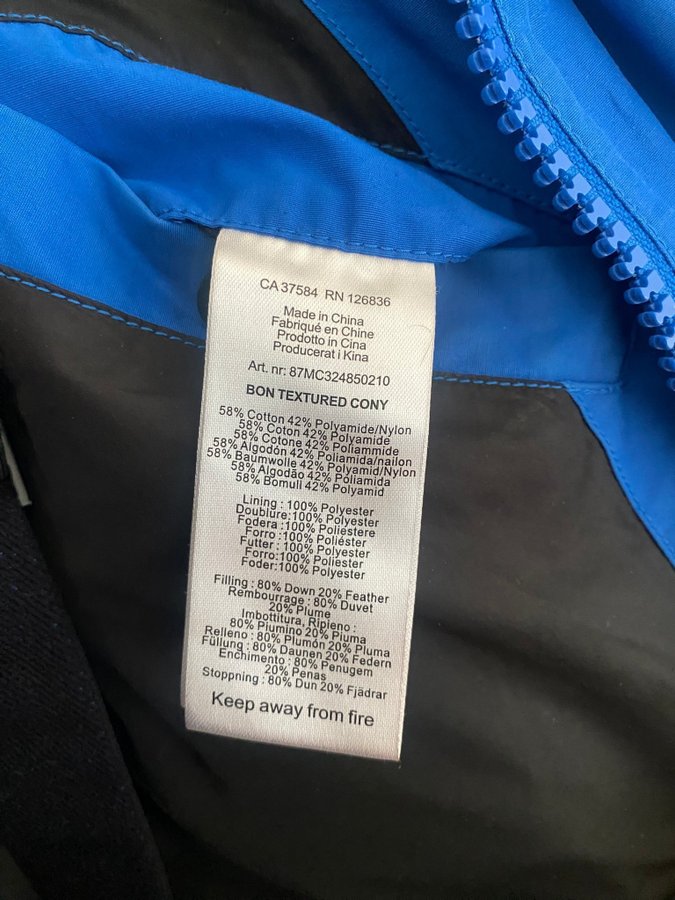 CA 37584 RN 126836
Made in China
Fabriqué en Chine
Prodotto in Cina
Producerat i Kina
Art. nr: 87MC324850210
BON TEXTURED CONY
58% Cotton 42% Polyamide/Nylon
58% Coton 42% Polyamide
58% Cotone 42% Poliammide
58% Algodón 42% Poliamida/nailon
58% Baumwolle 42% Polyamid/Nylon
58% Algodão 42% Políamida
58% Bomull 42% Polyamid
Lining : 100% Polyester
Doublure:100% Polyester
Fodera :100% Poliestere
Forro :100% Poliéster
Futter : 100% Polyester
Forro:100% Poliester
Foder:100% Polyester
Filling : 80% Down 20% Feather
Rembourrage : 80% Duvet
20% Plume
Imbottitura, Ripieno :
80% Piumino 20% Piuma
Relleno : 80% Plumón 20% Pluma
Füllung : 80% Daunen 20% Federn
Enchimento : 80% Penugem
20% Penas
Stoppning : 80% Dun 20% Fjädrar
Keep away from fire